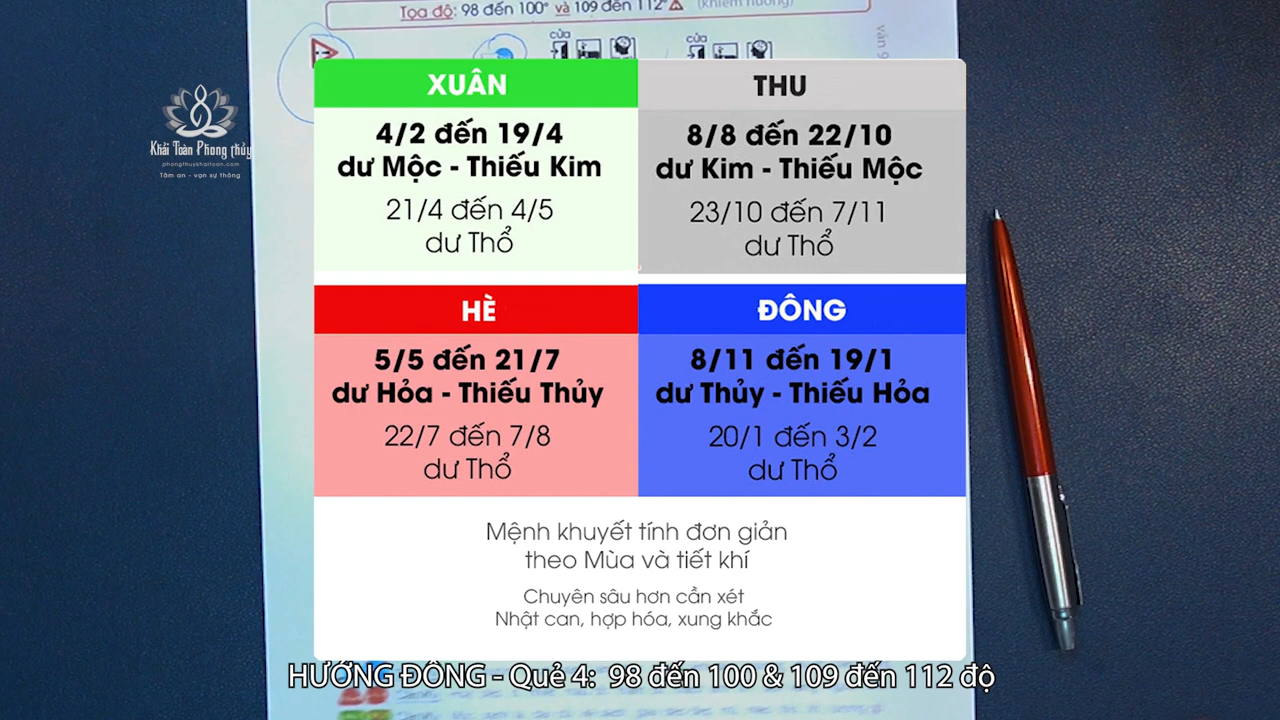 Tọa độ: 98 đến 100° và 109 đến 112°
(khiêm nhường)
cửa
cửa
XUÂN
4/2 đến 19/4
dư Mộc - Thiếu Kim
21/4 đến 4/5
dư Thổ
THU
8/8 đến 22/10
dư Kim - Thiếu Mộc
23/10 đến 7/11
dư Thổ
Khải Toàn Phong thủy
phongthuykhaitoan.com
Tâm an - vạn sự thông
HÈ
5/5 đến 21/7
dư Hỏa - Thiếu Thủy
22/7 đến 7/8
dư Thổ
ĐÔNG
8/11 đến 19/1
dư Thủy - Thiếu Hỏa
20/1 đến 3/2
dư Thổ
Mệnh khuyết tính đơn giản
theo Mùa và tiết khí
Chuyên sâu hơn cần xét
Nhật can, hợp hóa, xung khắc
HƯỚNG ĐÔNG - Quẻ 4: 98 đến 100 & 109 đến 112 độ